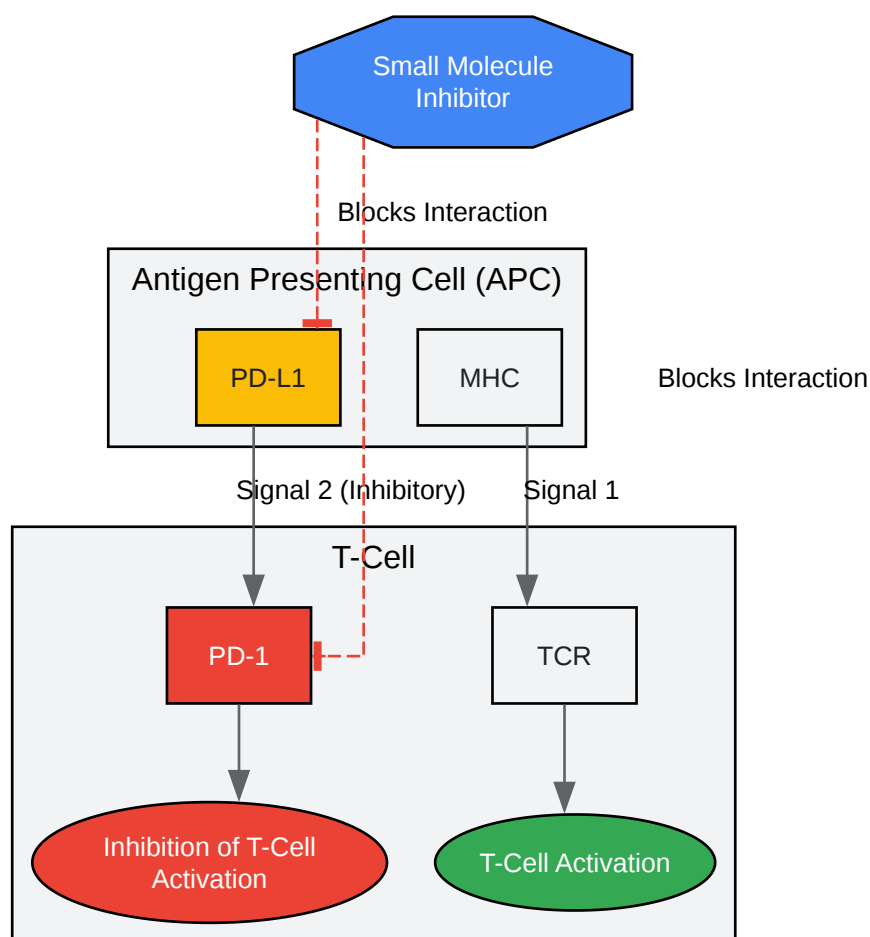 Small Molecule
Inhibitor
Blocks Interaction
Antigen Presenting Cell (APC)
PD-L1
MHC
Blocks Interaction
Signal 2 (Inhibitory)
Signal 1
T-Cell
PD-1
TCR
Inhibition of T-Cell
Activation
T-Cell Activation